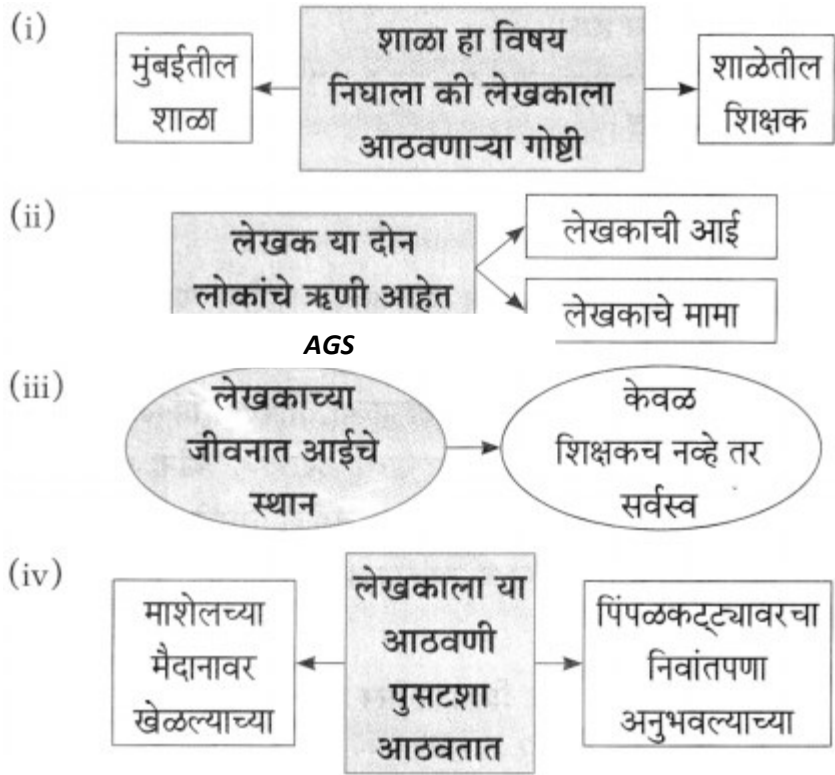 (i)
मुंबईतील
शाळा
शाळा हा विषय
निघाला की लेखकाला
आठवणाऱ्या गोष्टी
शाळेतील
शिक्षक
(ii)
लेखक या दोन
लोकांचे ऋणी आहेत
लेखकाची आई
लेखकाचे मामा
AGS
(iii)
लेखकाच्या
जीवनात आईचे
स्थान
केवळ
शिक्षकच नव्हे तर
सर्वस्व
(iv)
माशेलच्या
मैदानावर
खेळल्याच्या
लेखकाला या
आठवणी
पुसटशा
आठवतात
पिंपळकट्ट्यावरचा
निवांतपणा
अनुभवल्याच्या